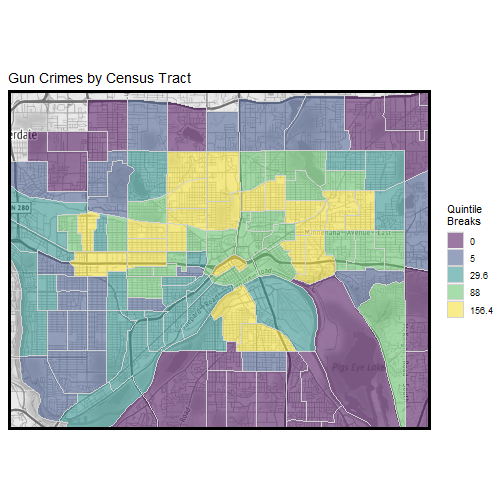 Gun Crimes by Census Tract
erdale
N 280
Minnehaha Avenue East
Road
Pigs Eye Lake
Road
Quintile
Breaks
0
5
29.6
88
156.4